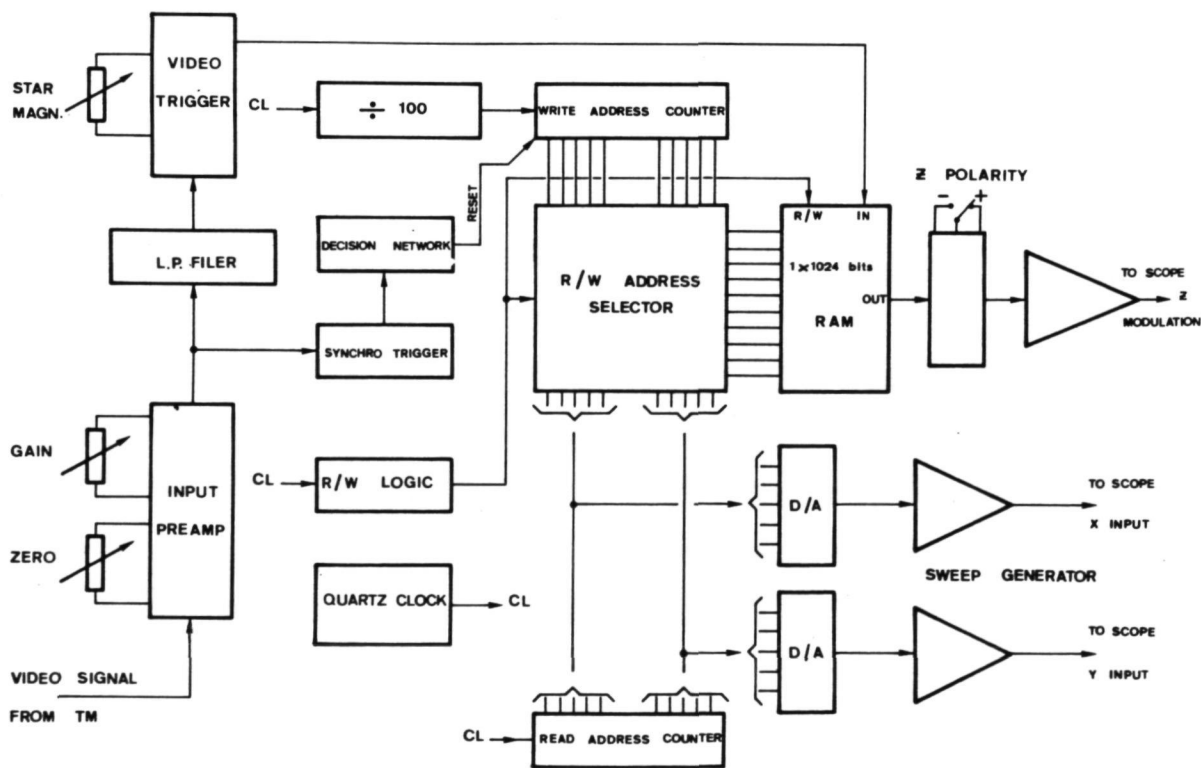 VIDEO
TRIGGER
STAR
MAGN.
CL
÷ 100
WRITE ADDRESS COUNTER
RESET
Z POLARITY
- +
L.P. FILER
DECISION NETWORK
R/W ADDRESS
SELECTOR
R/W IN
1×1024 bits
OUT
RAM
TO SCOPE
Z
MODULATION
SYNCHRO TRIGGER
GAIN
INPUT
PREAMP
ZERO
CL
R/W LOGIC
D/A
TO SCOPE
X INPUT
QUARTZ CLOCK
CL
SWEEP GENERATOR
D/A
TO SCOPE
Y INPUT
VIDEO SIGNAL
FROM TM
CL
READ ADDRESS COUNTER